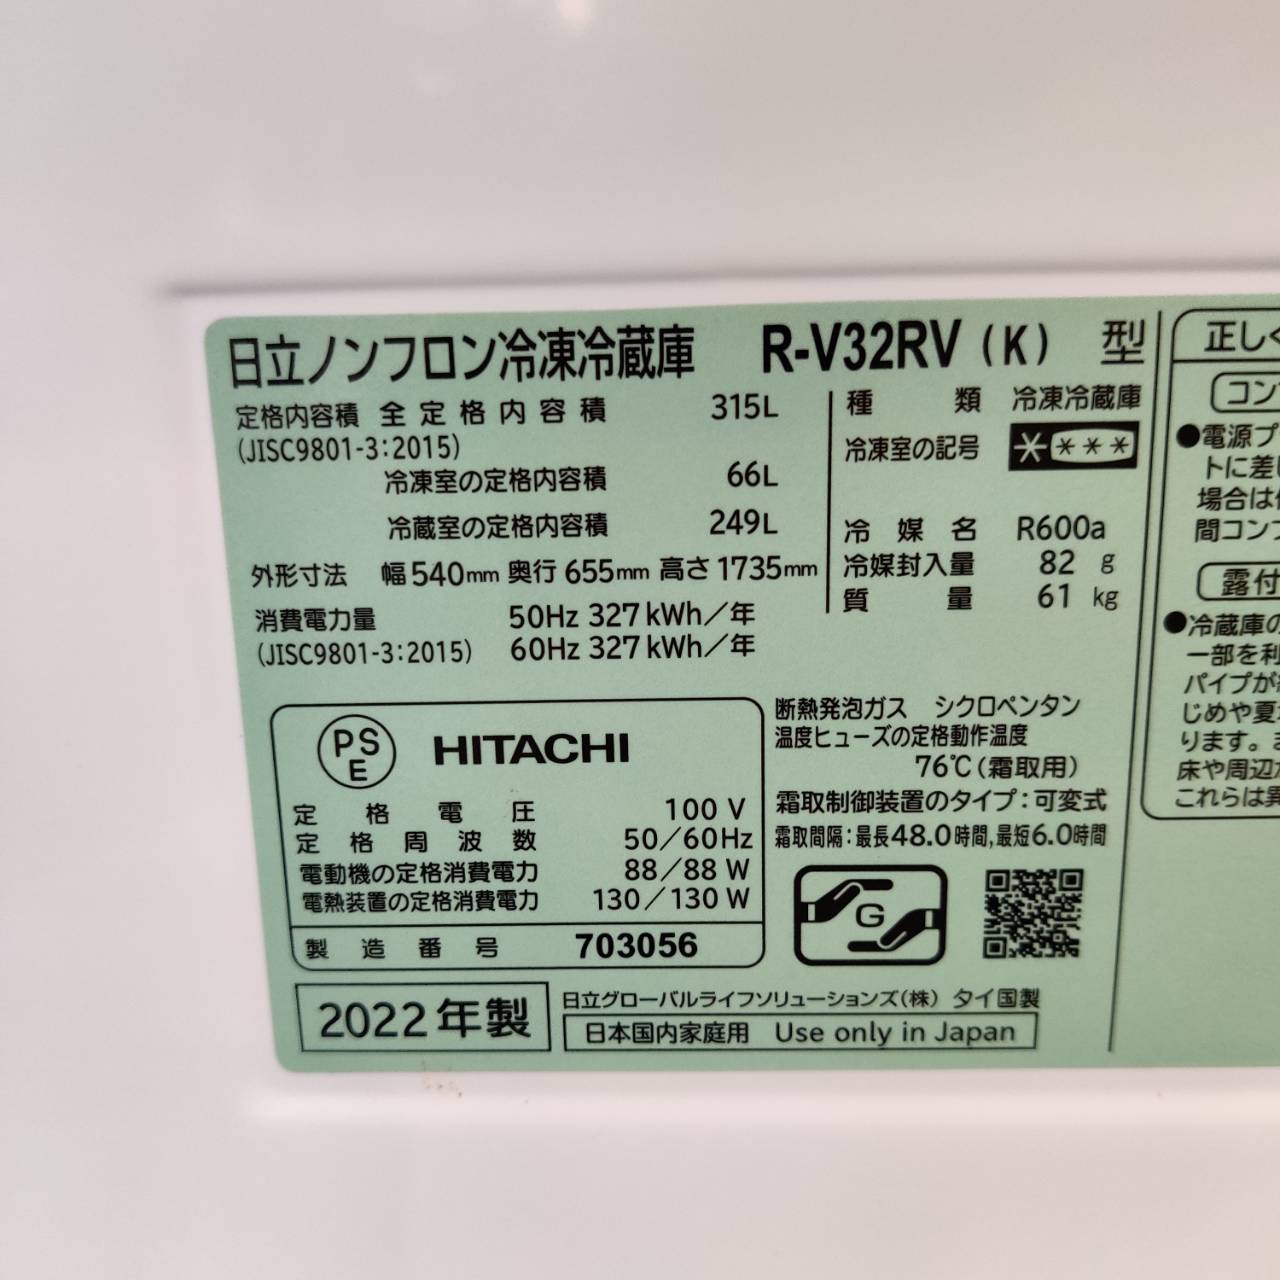 日立ノンフロン冷凍冷蔵庫 R-V32RV (K) 型
定格内容積 全定格内容積 315L
(JISC9801-3:2015)
冷凍室の定格内容積 66L
冷蔵室の定格内容積 249L
外形寸法 幅540mm 奥行655mm 高さ1735mm
消費電力量 50Hz 327kWh/年
(JISC9801-3:2015) 60Hz 327kWh/年
種類 冷凍冷蔵庫
冷凍室の記号 ****
冷媒名 R600a
冷媒封入量 82 g
質量 61 kg
PSE HITACHI
定格電圧 100 V
定格周波数 50/60Hz
電動機の定格消費電力 88/88 W
電熱装置の定格消費電力 130/130 W
製造番号 703056
断熱発泡ガス シクロペンタン
温度ヒューズの定格動作温度
76℃(霜取用)
霜取制御装置のタイプ:可変式
霜取間隔:最長48.0時間,最短6.0時間
G
2022年製
日立グローバルライフソリューションズ(株) タイ国製
日本国内家庭用 Use only in Japan
正し
コン
●電源プ
トに差
場合は
間コン
露付
●冷蔵庫の
一部を利
パイプが
じめや夏
ります。
床や周辺
これらは異